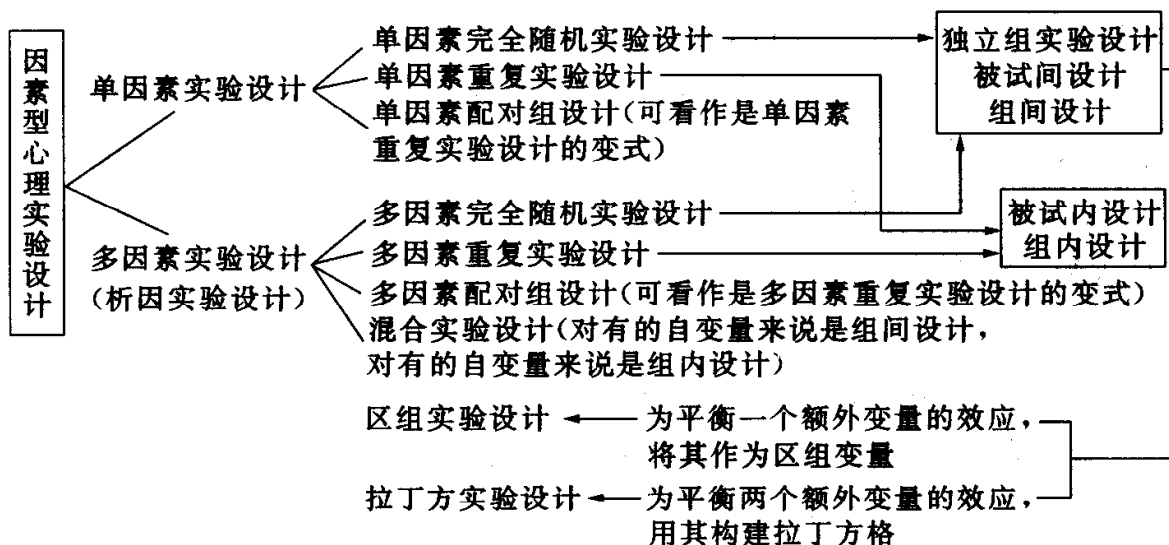 因素型心理实验设计
单因素实验设计
单因素完全随机实验设计
单因素重复实验设计
单因素配对组设计(可看作是单因素
重复实验设计的变式)
独立组实验设计
被试间设计
组间设计
多因素实验设计
(析因实验设计)
多因素完全随机实验设计
多因素重复实验设计
多因素配对组设计(可看作是多因素重复实验设计的变式)
混合实验设计(对有的自变量来说是组间设计,
对有的自变量来说是组内设计)
被试内设计
组内设计
区组实验设计
为平衡一个额外变量的效应,
将其作为区组变量
拉丁方实验设计
为平衡两个额外变量的效应,
用其构建拉丁方格